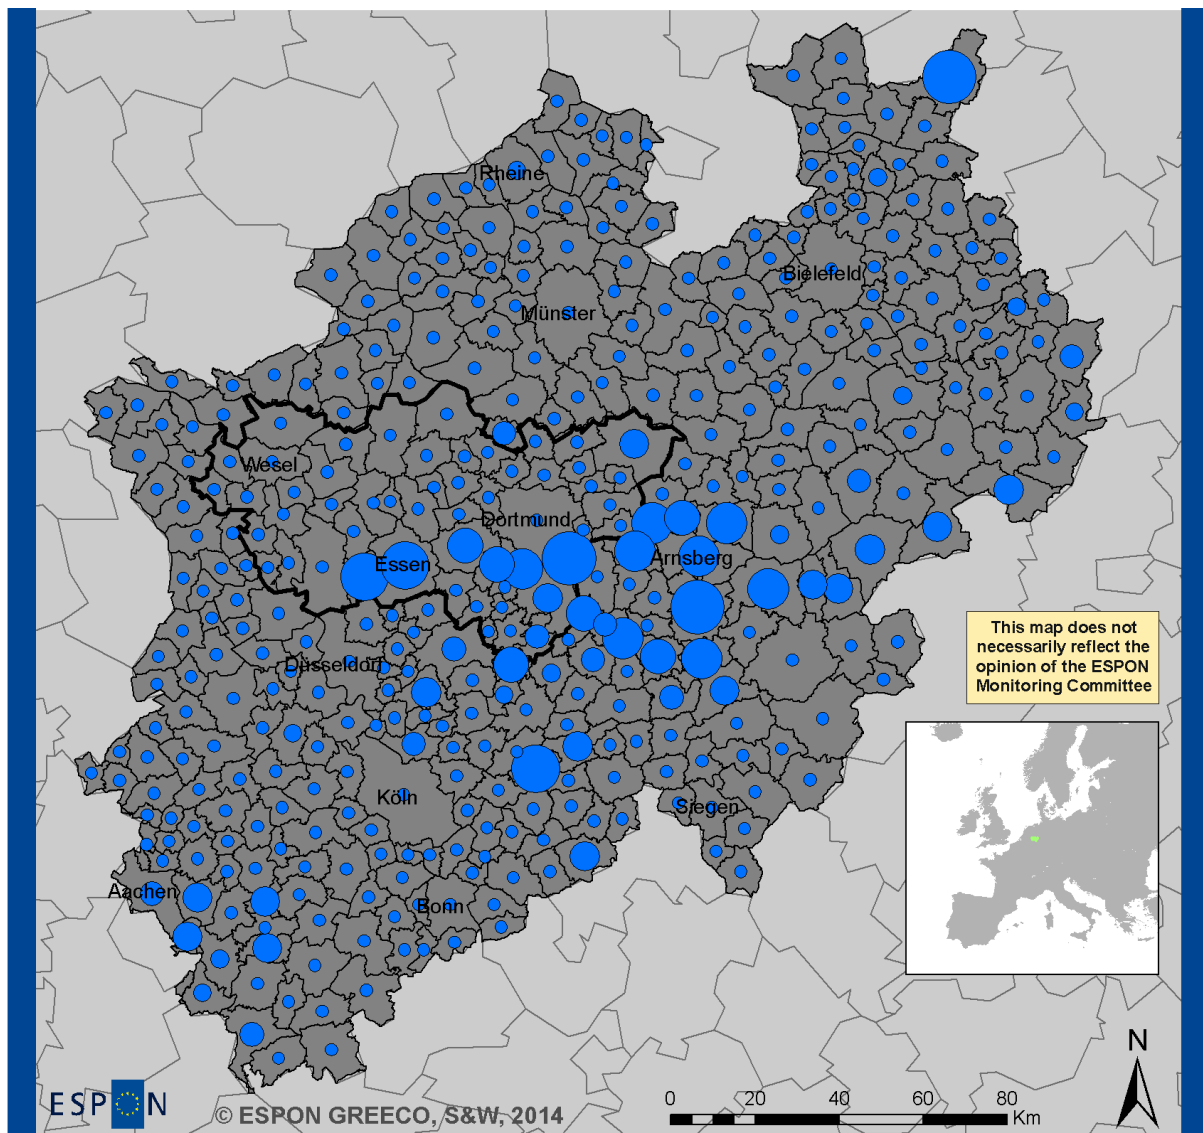 Rheine
Bielefeld
Münster
Wesel
Dortmund
Essen
Arnsberg
Düsseldorf
This map does not
necessarily reflect the
opinion of the ESPON
Monitoring Committee
Köln
Siegen
Aachen
Bonn
N
ESPON
© ESPON GREECO, S&W, 2014
0 20 40 60 80
Km